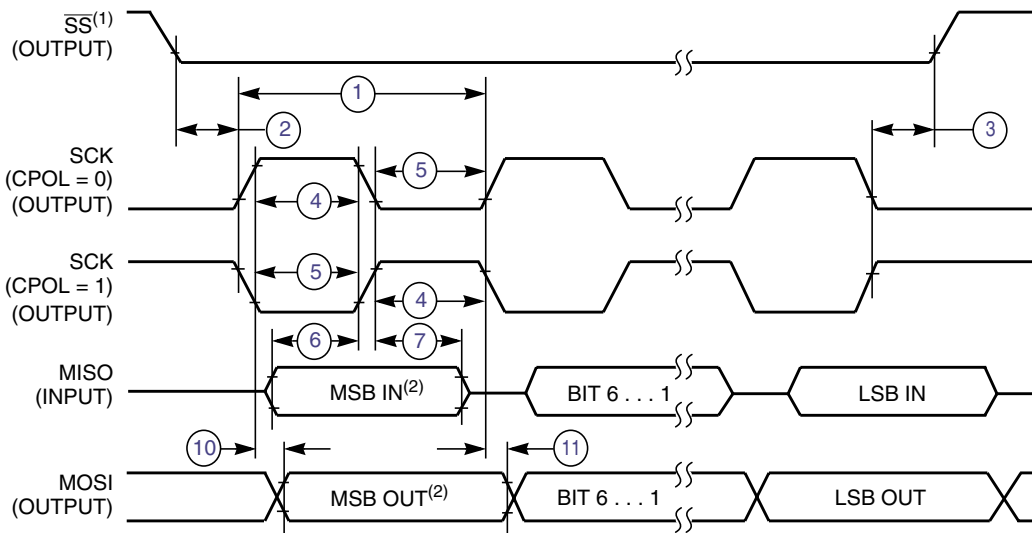 SS(1)
(OUTPUT)
1
2
3
SCK
(CPOL = 0)
(OUTPUT)
5
4
SCK
(CPOL = 1)
(OUTPUT)
5
4
6
7
MISO
(INPUT)
MSB IN(2)
BIT 6 . . . 1
LSB IN
10
11
MOSI
(OUTPUT)
MSB OUT(2)
BIT 6 . . . 1
LSB OUT